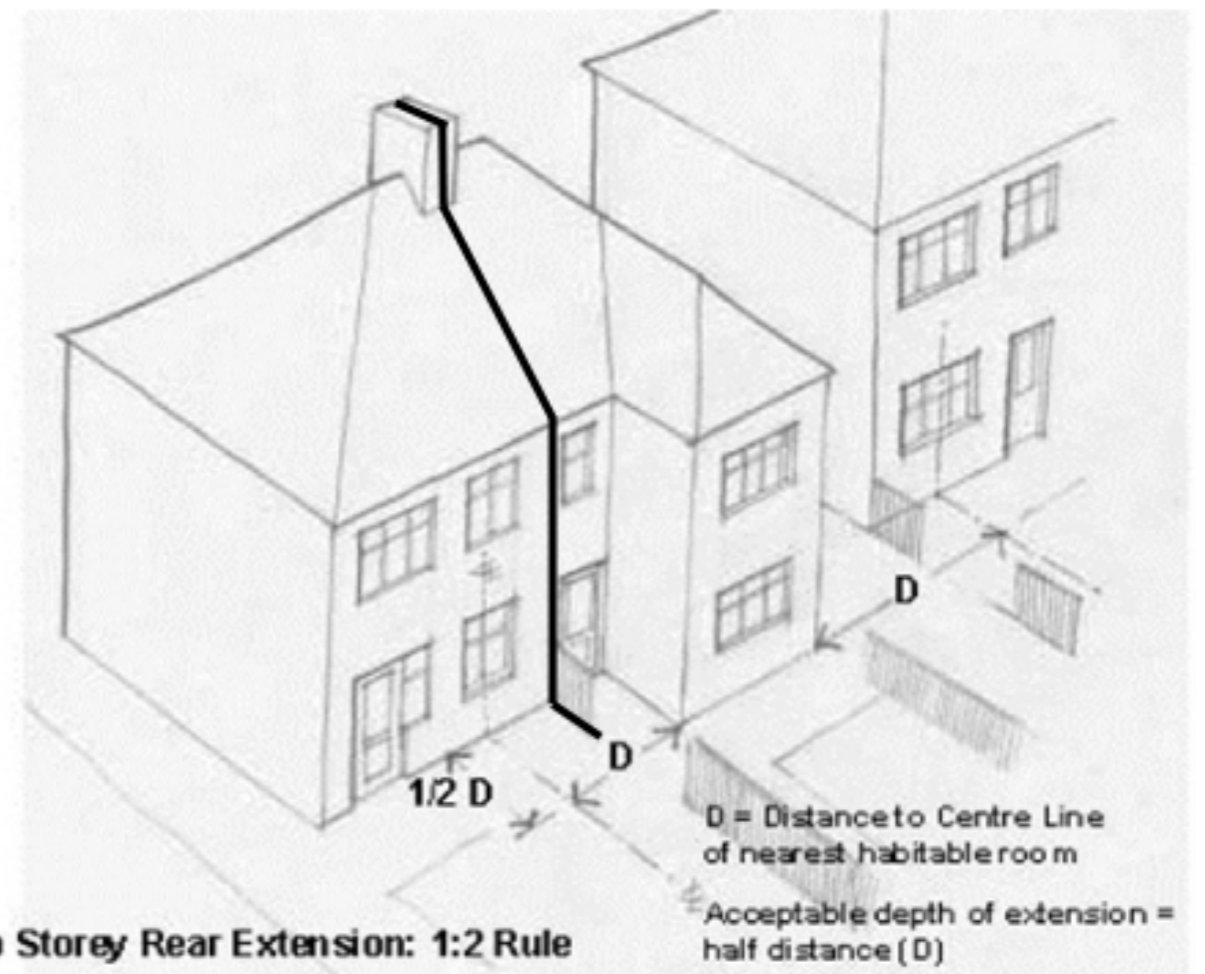 D
D
1/2 D
D = Distance to Centre Line
of nearest habitable room
Acceptable depth of extension =
half distance (D)
Storey Rear Extension: 1:2 Rule